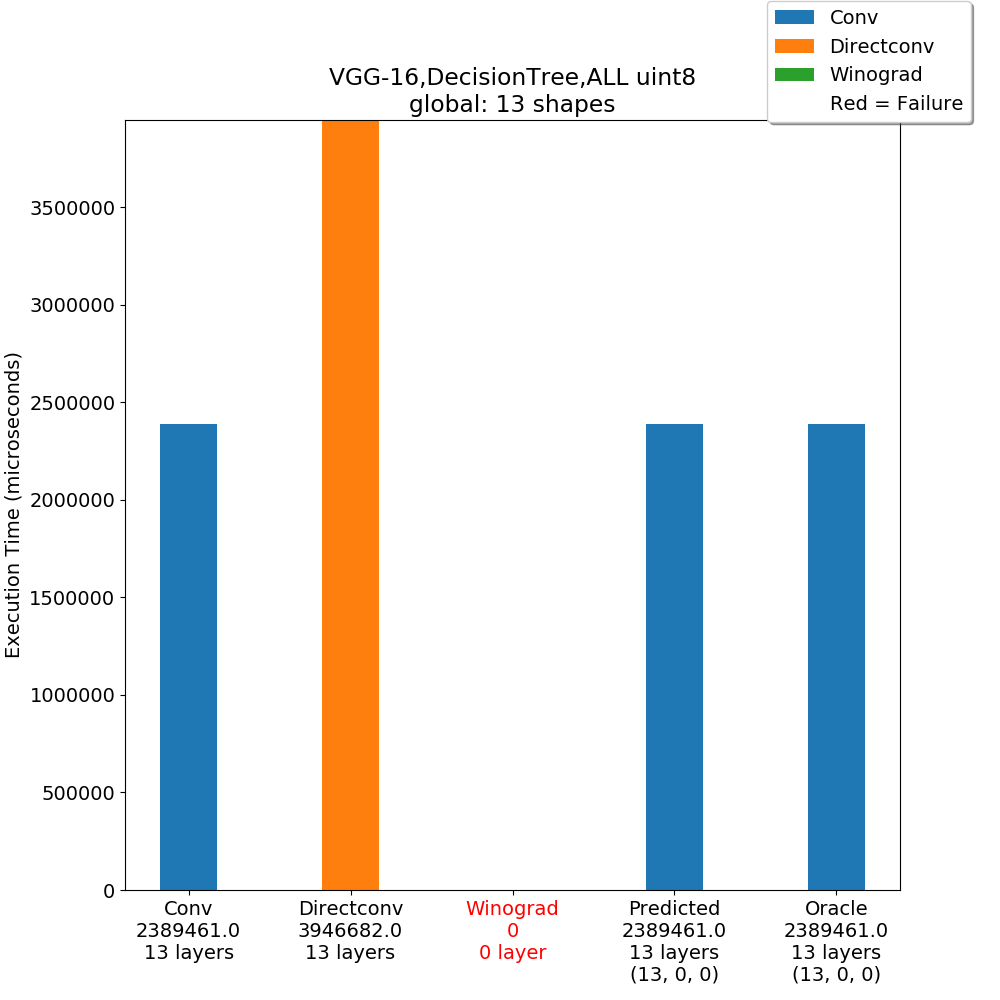 Conv
Directconv
Winograd
Red = Failure
VGG-16,DecisionTree,ALL uint8
global: 13 shapes
Execution Time (microseconds)
3500000
3000000
2500000
2000000
1500000
1000000
500000
0
Conv
2389461.0
13 layers
Directconv
3946682.0
13 layers
Winograd
0
0 layer
Predicted
2389461.0
13 layers
(13, 0, 0)
Oracle
2389461.0
13 layers
(13, 0, 0)